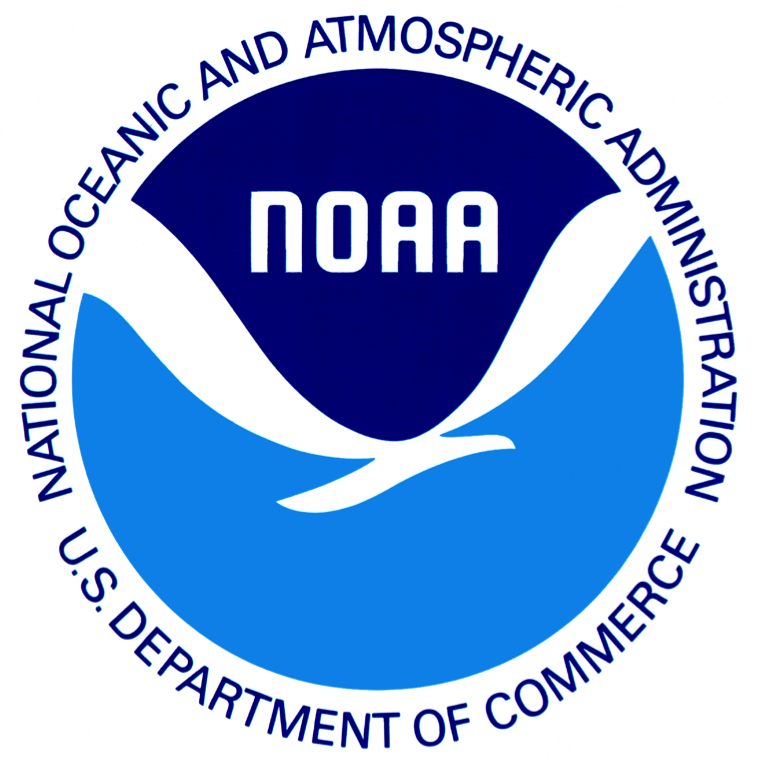 NATIONAL OCEANIC AND ATMOSPHERIC ADMINISTRATION
NOAA
U.S. DEPARTMENT OF COMMERCE